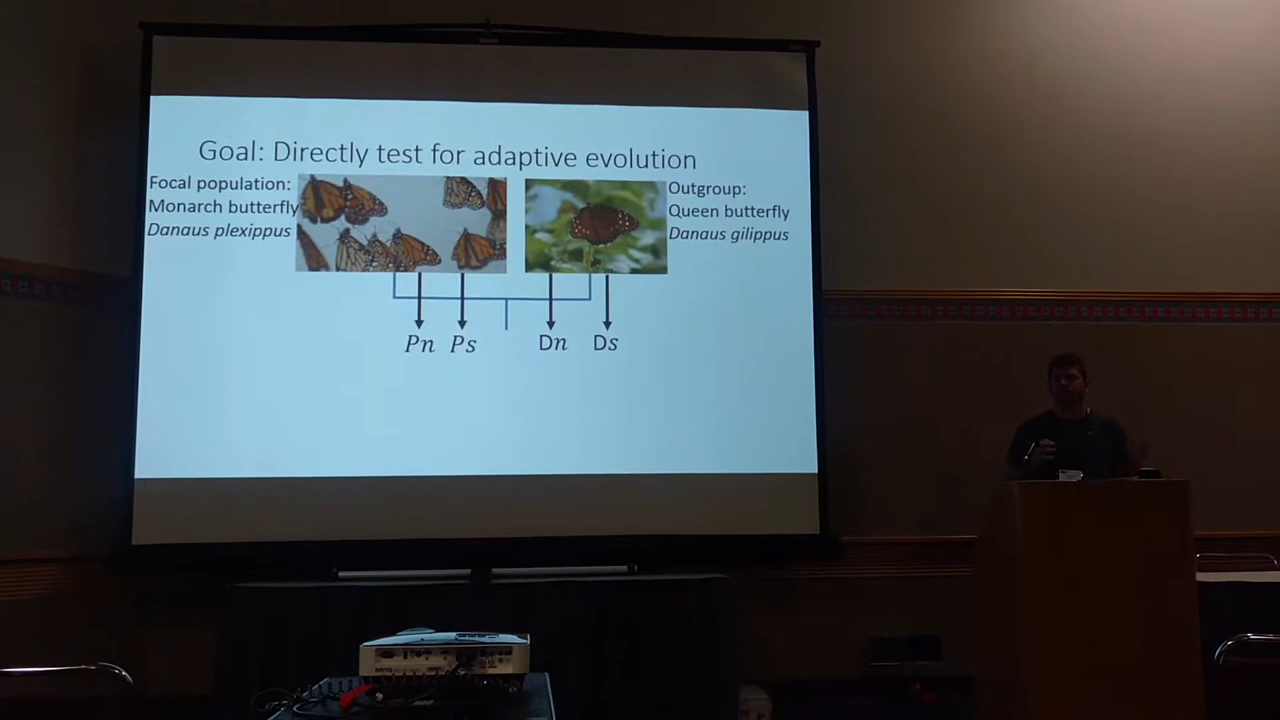 Goal: Directly test for adaptive evolution
Focal population:
Monarch butterfly
Danaus plexippus
Outgroup:
Queen butterfly
Danaus gilippus
Pn Ps Dn Ds
BENQ